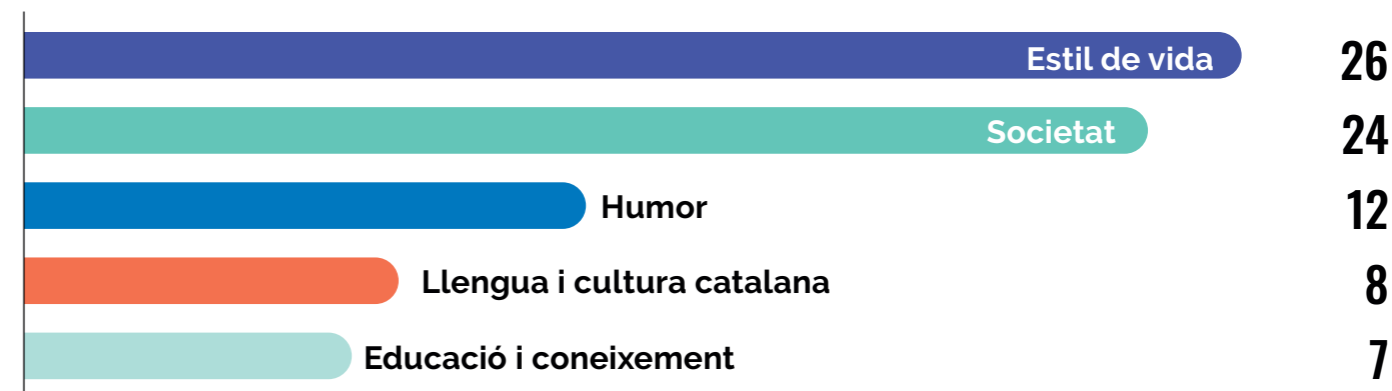 Estil de vida 26
Societat 24
Humor 12
Llengua i cultura catalana 8
Educació i coneixement 7